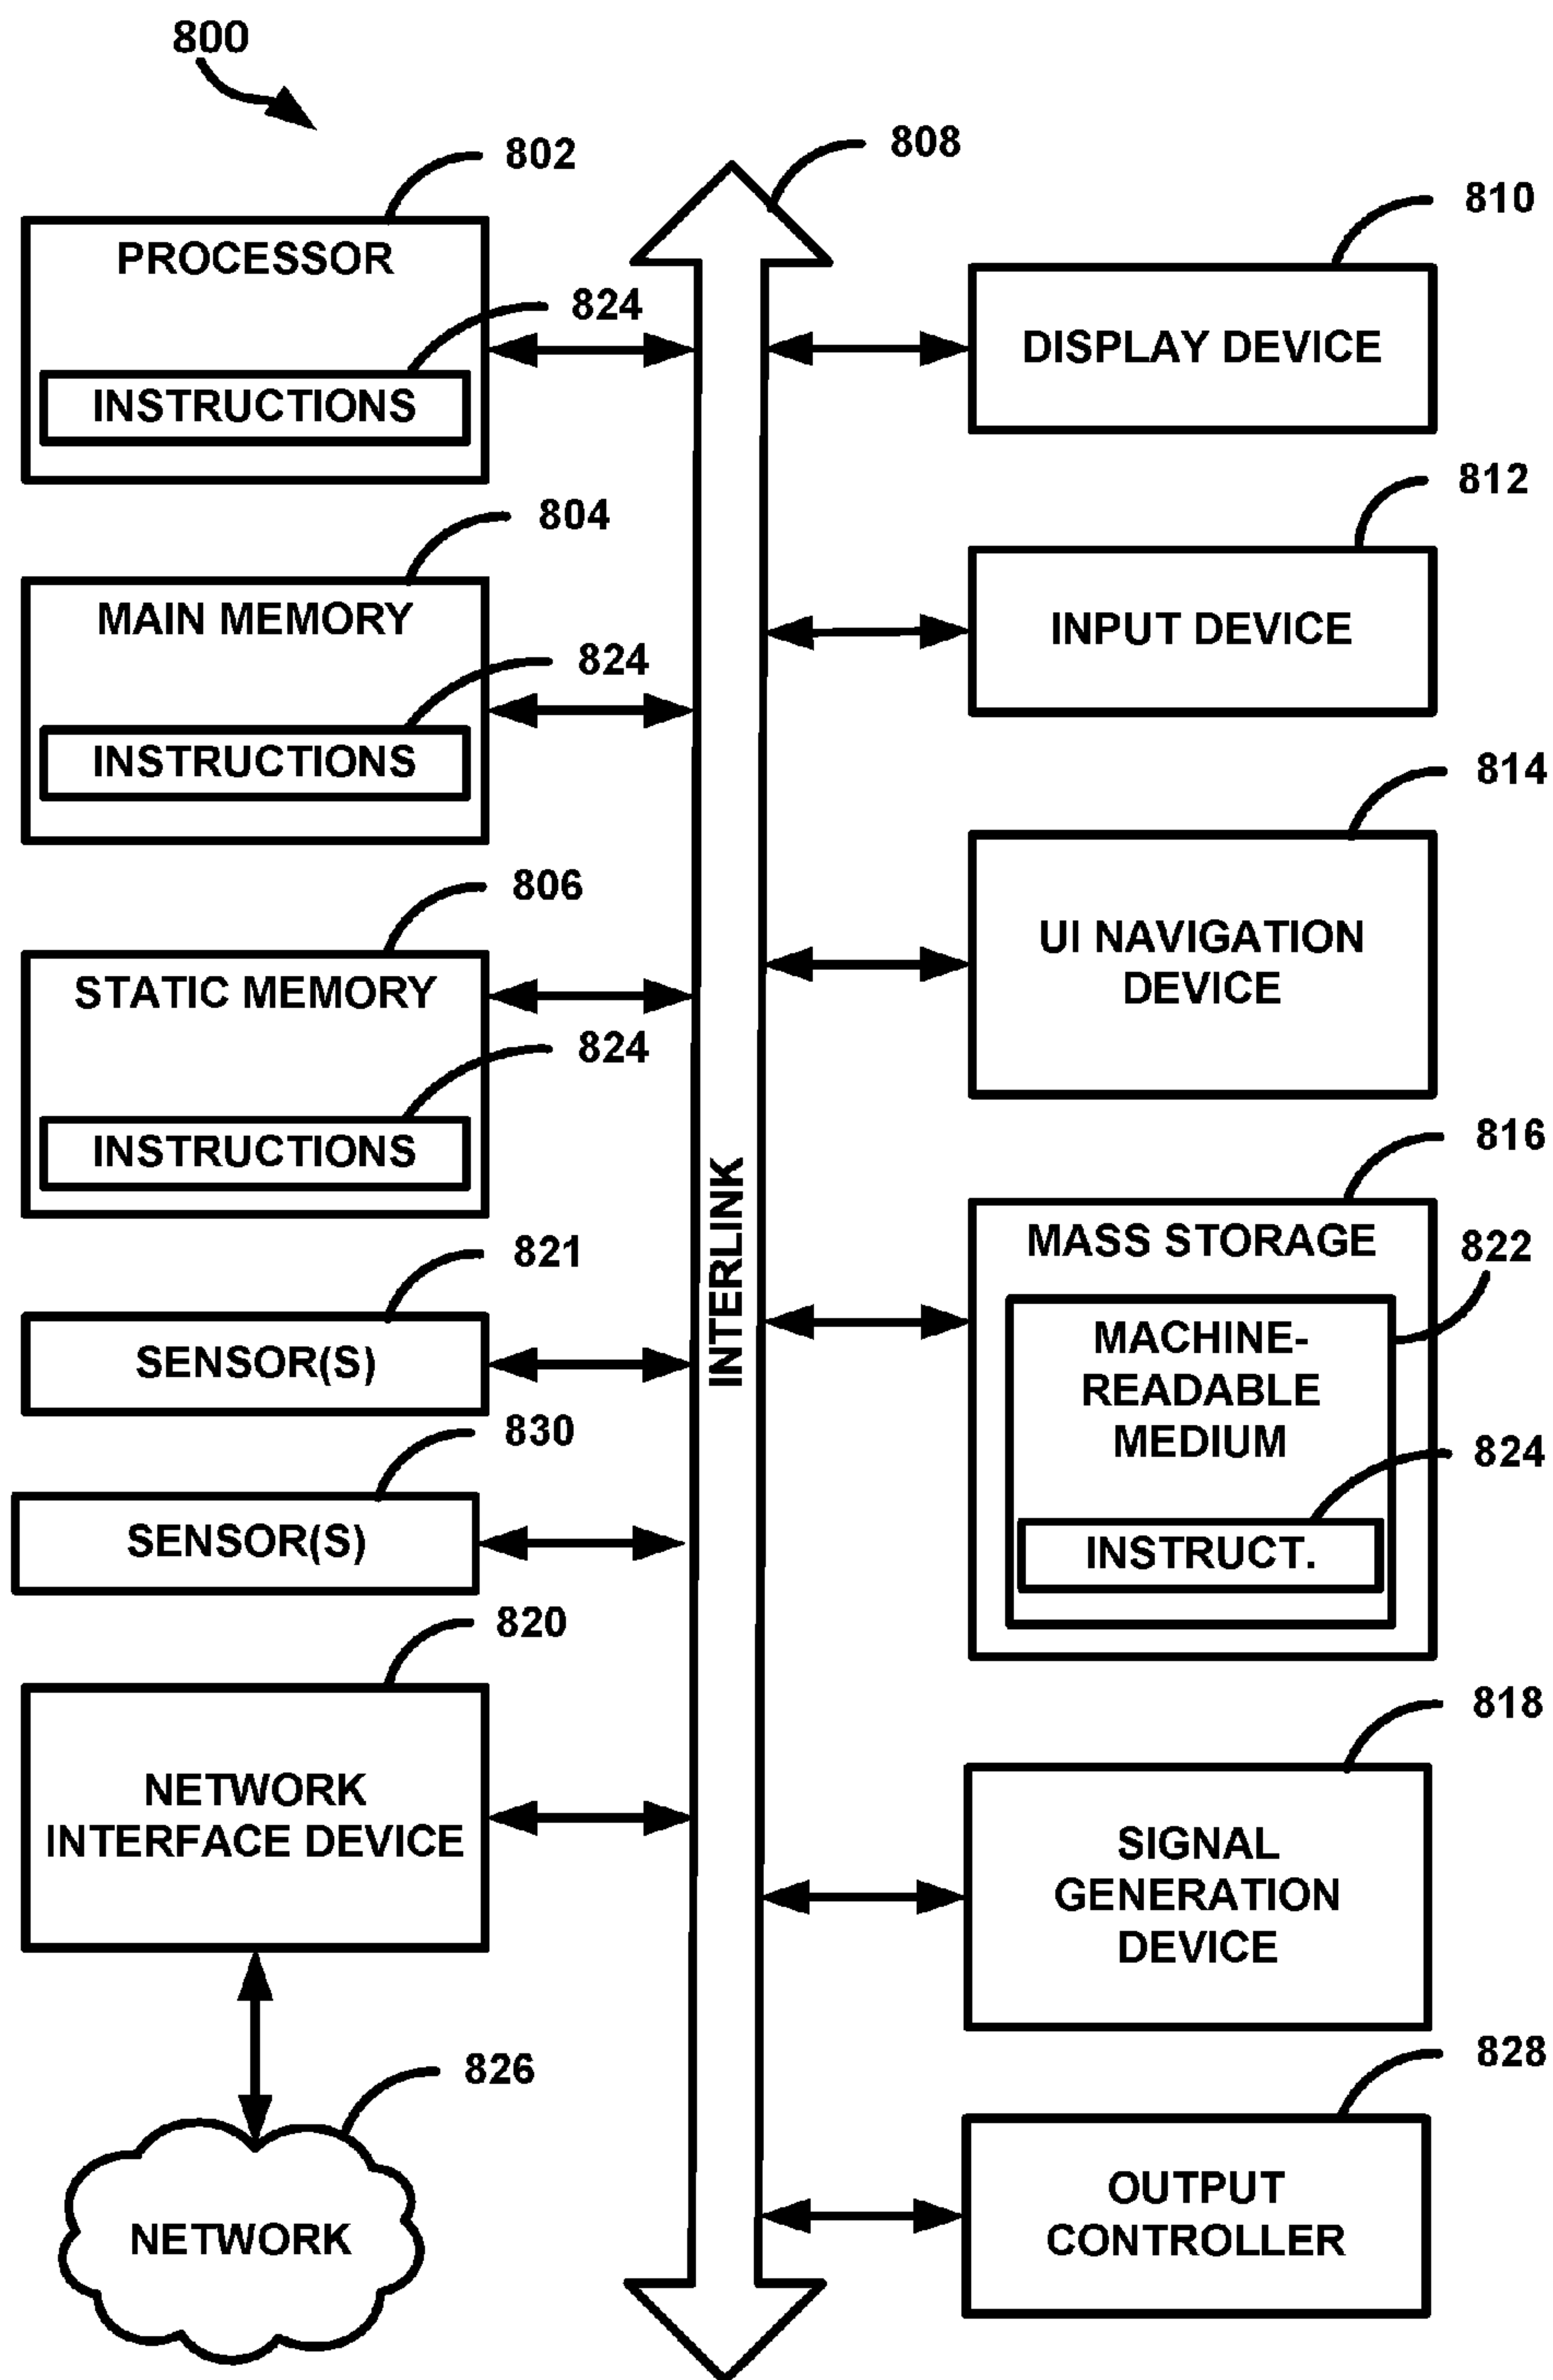 800
802
PROCESSOR
824
INSTRUCTIONS
804
MAIN MEMORY
824
INSTRUCTIONS
806
STATIC MEMORY
824
INSTRUCTIONS
821
SENSOR(S)
830
SENSOR(S)
820
NETWORK
INTERFACE DEVICE
826
NETWORK
808
INTERLINK
810
DISPLAY DEVICE
812
INPUT DEVICE
814
UI NAVIGATION
DEVICE
816
MASS STORAGE
822
MACHINE-
READABLE
MEDIUM
824
INSTRUCT.
818
SIGNAL
GENERATION
DEVICE
828
OUTPUT
CONTROLLER